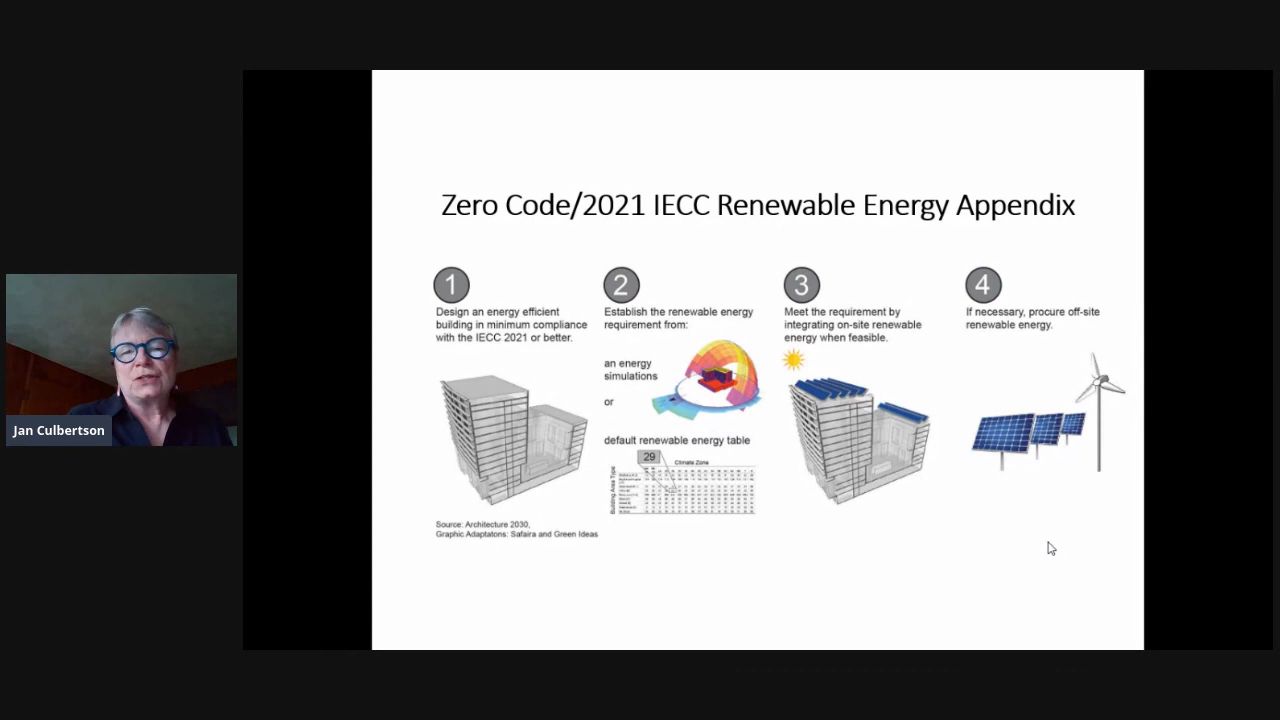 Zero Code/2021 IECC Renewable Energy Appendix
1
Design an energy efficient
building in minimum compliance
with the IECC 2021 or better.
2
Establish the renewable energy
requirement from:
an energy
simulations
or
default renewable energy table
29
Climate Zone
Building Area Type
3
Meet the requirement by
integrating on-site renewable
energy when feasible.
4
If necessary, procure off-site
renewable energy.
Source: Architecture 2030,
Graphic Adaptatons: Safaira and Green Ideas
Jan Culbertson